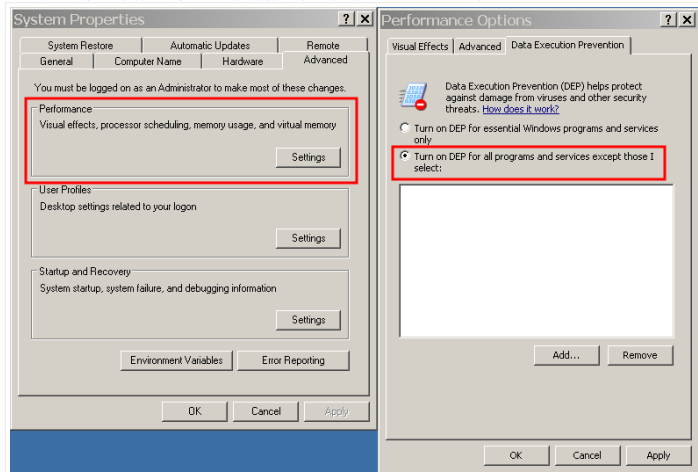 System Properties
System Restore
Automatic Updates
Remote
General
Computer Name
Hardware
Advanced
You must be logged on as an Administrator to make most of these changes.
Performance
Visual effects, processor scheduling, memory usage, and virtual memory
Settings
User Profiles
Desktop settings related to your logon
Settings
Startup and Recovery
System startup, system failure, and debugging information
Settings
Environment Variables
Error Reporting
OK
Cancel
Apply
Performance Options
Visual Effects
Advanced
Data Execution Prevention
Data Execution Prevention (DEP) helps protect
against damage from viruses and other security
threats. How does it work?
Turn on DEP for essential Windows programs and services
only
Turn on DEP for all programs and services except those I
select:
Add...
Remove
OK
Cancel
Apply